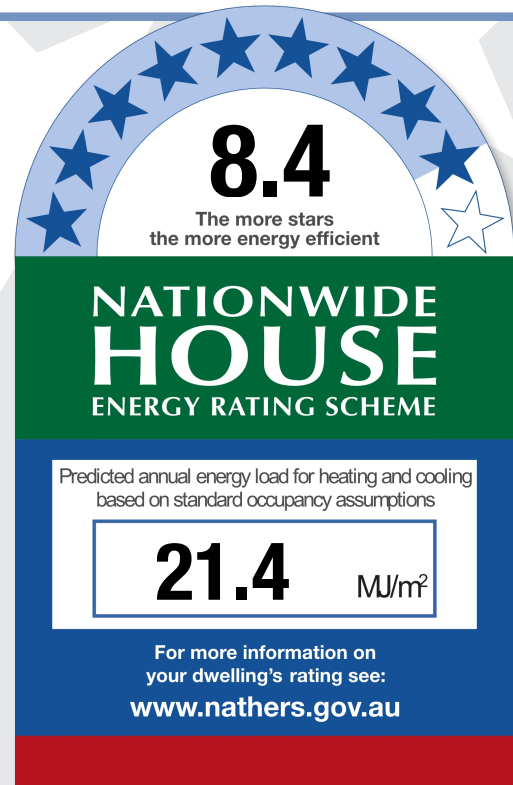 8.4
The more stars
the more energy efficient
NATIONWIDE
HOUSE
ENERGY RATING SCHEME
Predicted annual energy load for heating and cooling
based on standard occupancy assumptions
21.4 MJ/m²
For more information on
your dwelling's rating see:
www.nathers.gov.au